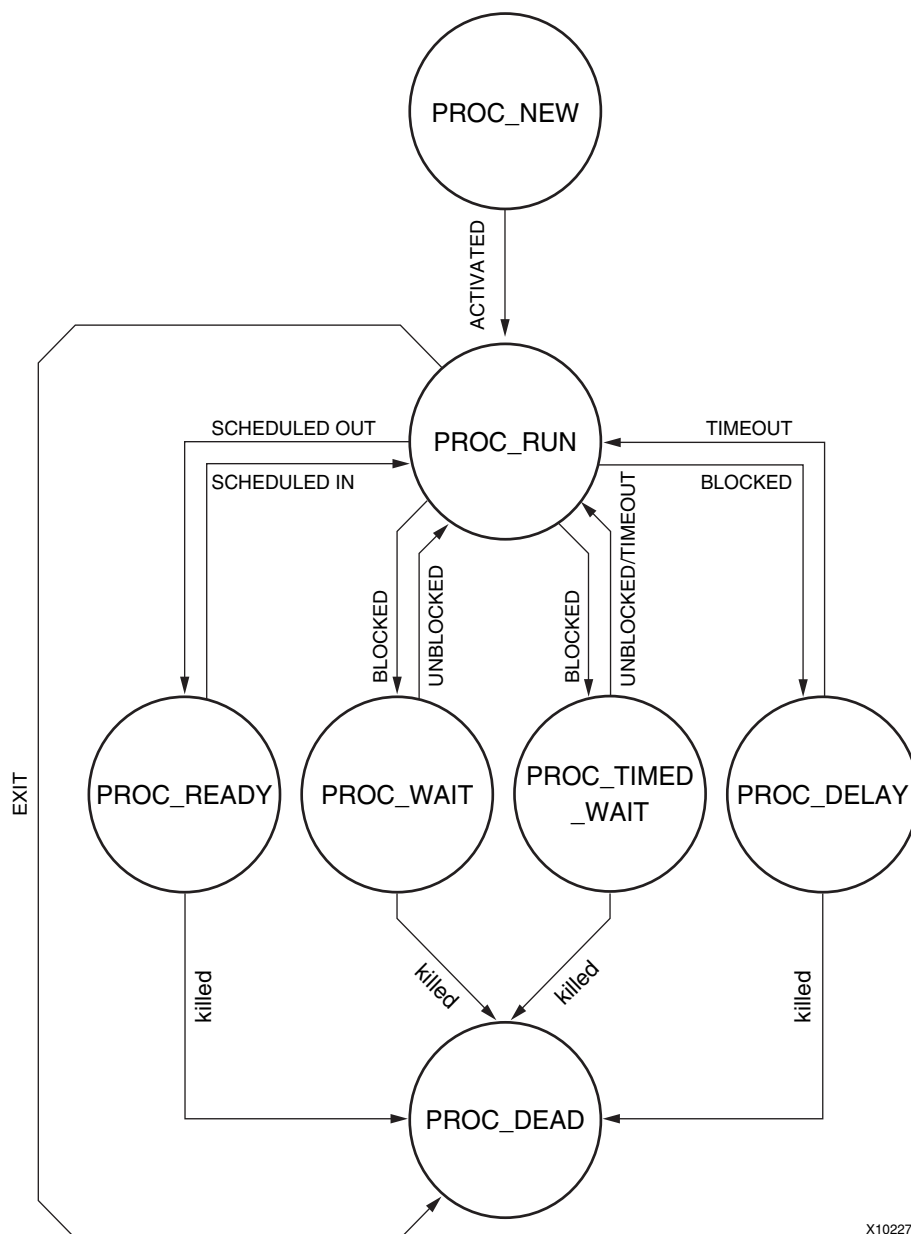 PROC_NEW
ACTIVATED
SCHEDULED OUT
PROC_RUN
TIMEOUT
SCHEDULED IN
BLOCKED
BLOCKED
UNBLOCKED
BLOCKED
UNBLOCKED/TIMEOUT
EXIT
PROC_READY
PROC_WAIT
PROC_TIMED
_WAIT
PROC_DELAY
killed
killed
killed
killed
PROC_DEAD
X10227